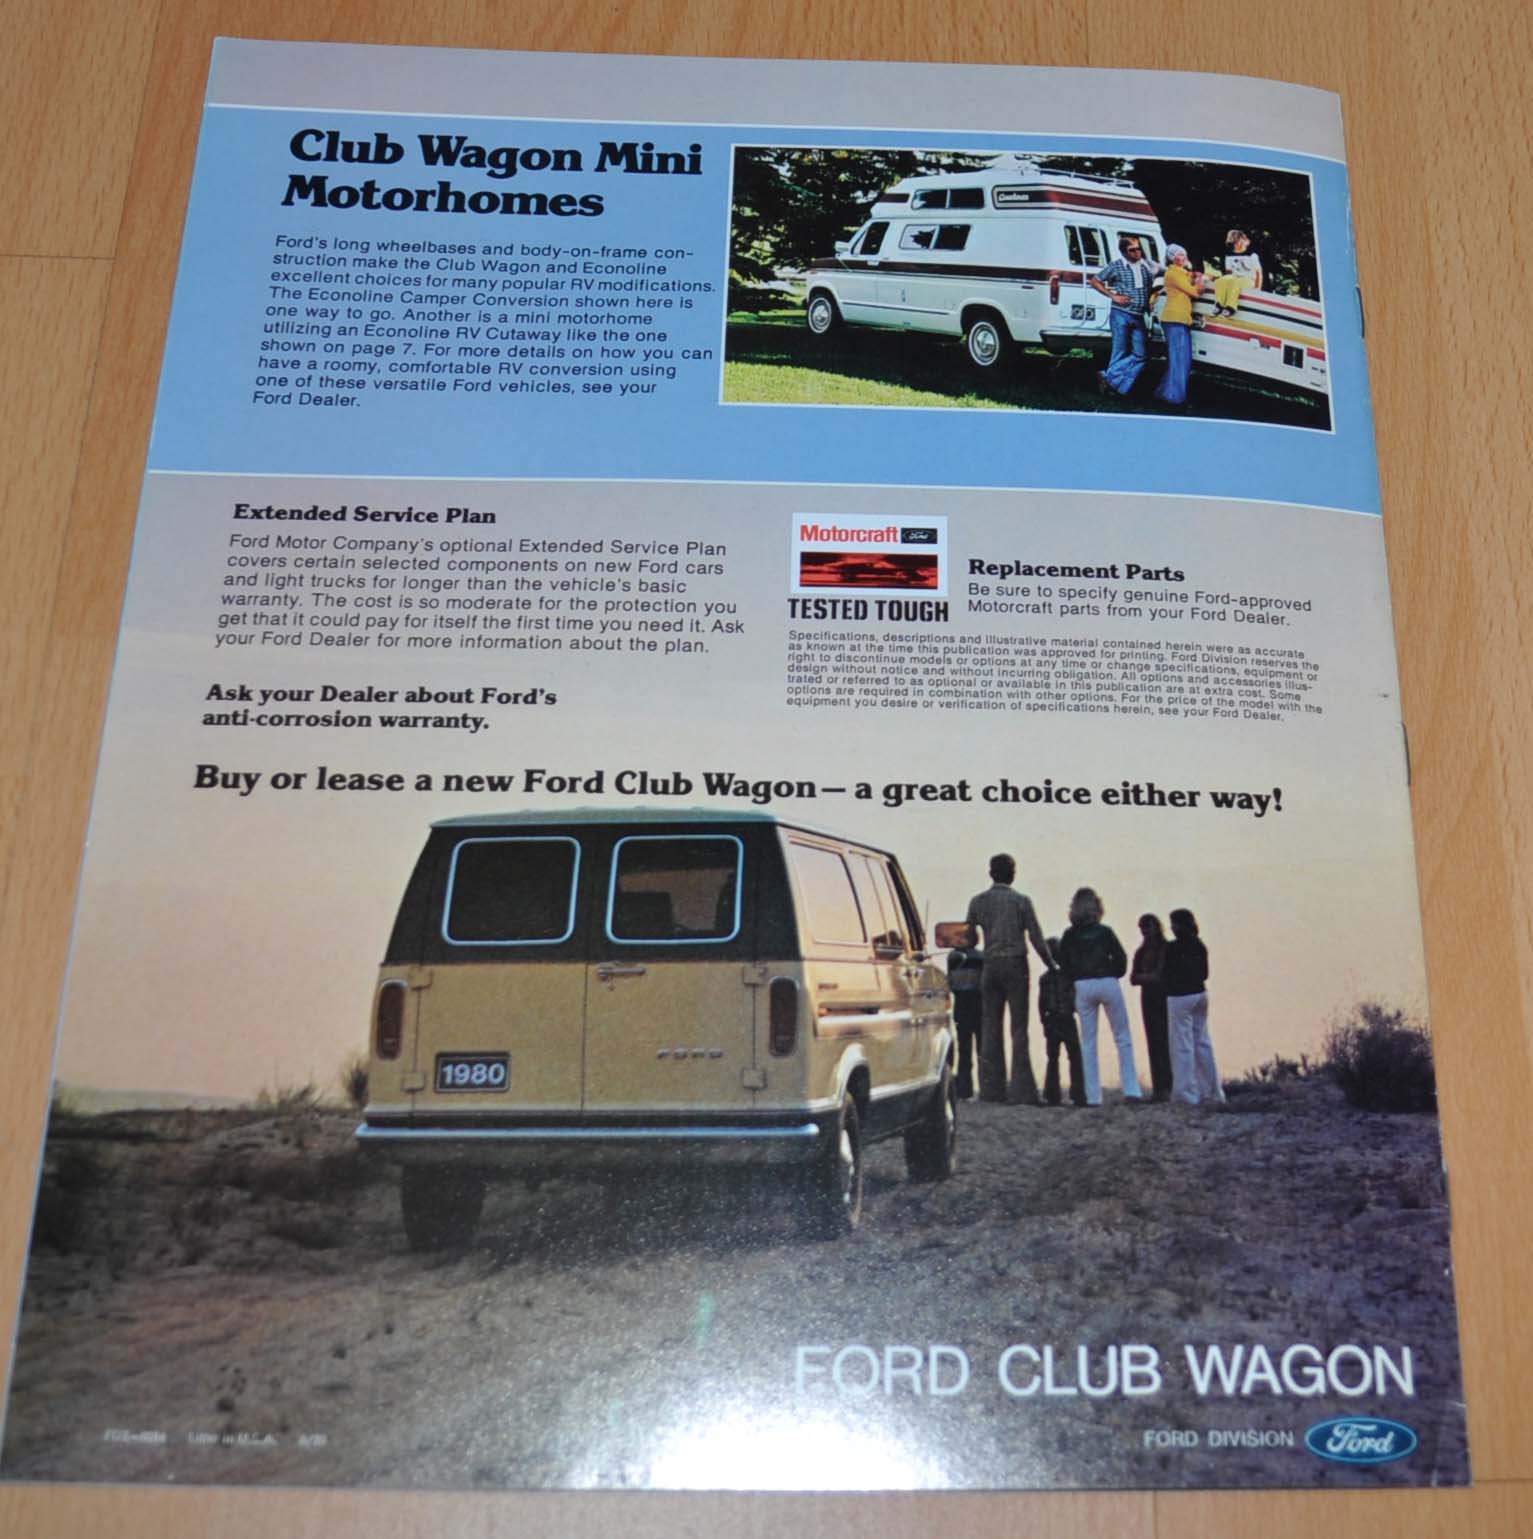 Club Wagon Mini
Motorhomes
Ford's long wheelbases and body-on-frame con-
struction make the Club Wagon and Econoline
excellent choices for many popular RV modifications.
The Econoline Camper Conversion shown here is
one way to go. Another is a mini motorhome
utilizing an Econoline RV Cutaway like the one
shown on page 7. For more details on how you can
have a roomy, comfortable RV conversion using
one of these versatile Ford vehicles, see your
Ford Dealer.
Extended Service Plan
Ford Motor Company's optional Extended Service Plan
covers certain selected components on new Ford cars
and light trucks for longer than the vehicle's basic
warranty. The cost is so moderate for the protection you
get that it could pay for itself the first time you need it. Ask
your Ford Dealer for more information about the plan.
Ask your Dealer about Ford's
anti-corrosion warranty.
Motorcraft Ford
TESTED TOUGH
Replacement Parts
Be sure to specify genuine Ford-approved
Motorcraft parts from your Ford Dealer.
Specifications, descriptions and illustrative material contained herein were as accurate
as known at the time this publication was approved for printing. Ford Division reserves the
right to discontinue models or options at any time or change specifications, equipment or
design without notice and without incurring obligation. All options and accessories illus-
trated or referred to as optional or available in this publication are at extra cost. Some
options are required in combination with other options. For the price of the model with the
equipment you desire or verification of specifications herein, see your Ford Dealer.
Buy or lease a new Ford Club Wagon—a great choice either way!
FORD
1980
FORD CLUB WAGON
FORD DIVISION Ford
in U.S.A.